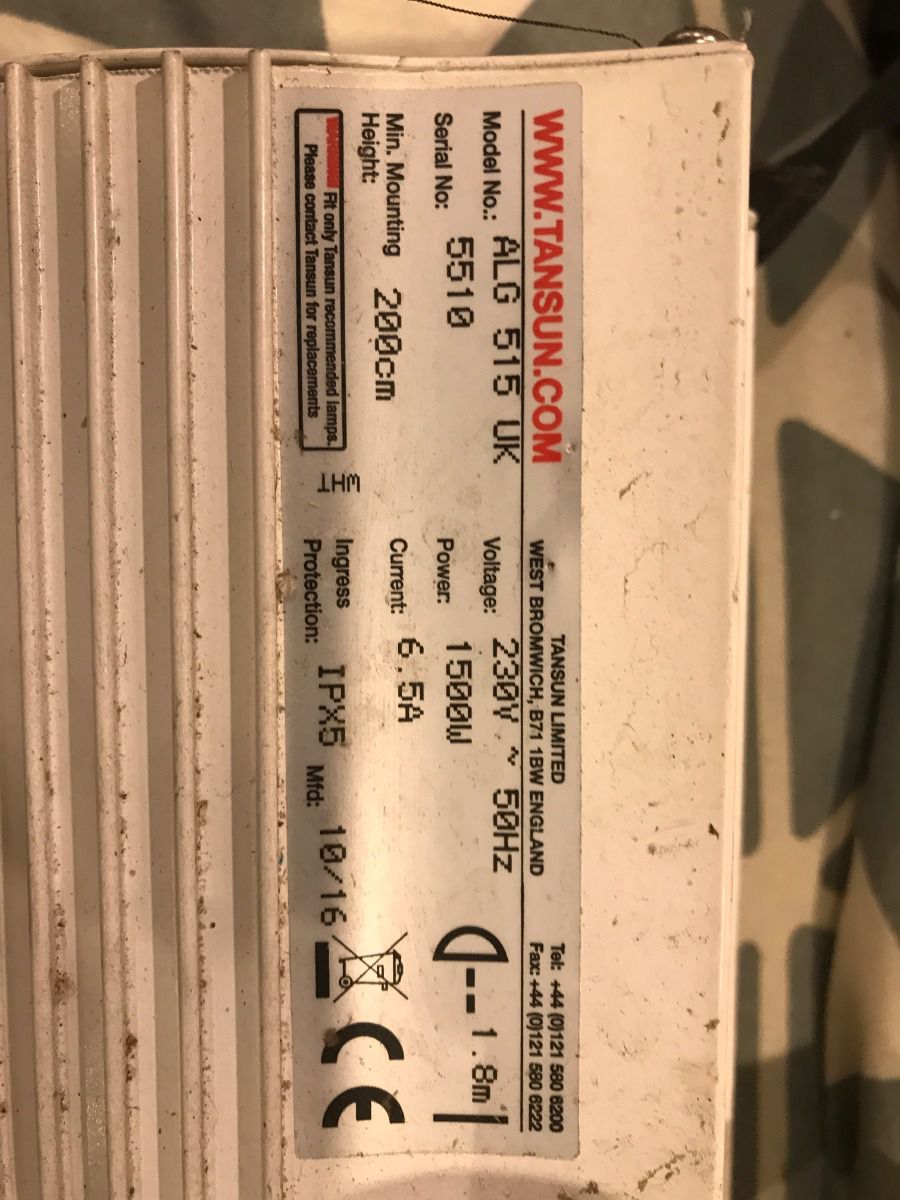 WWW.TANSUN.COM
TANSUN LIMITED
WEST BROMWICH, B71 1BW ENGLAND
Tel: +44 (0)121 580 6200
Fax: +44 (0)121 580 6222
Model No.: ALG 515 UK
Serial No: 5510
Min. Mounting
Height: 200cm
WARNING Fit only Tansun recommended lamps.
Please contact Tansun for replacements
Voltage: 230V ~ 50Hz
Power: 1500W
Current: 6.5A
Ingress
Protection: IPX5
Mfd: 10/16
1.8m
CE